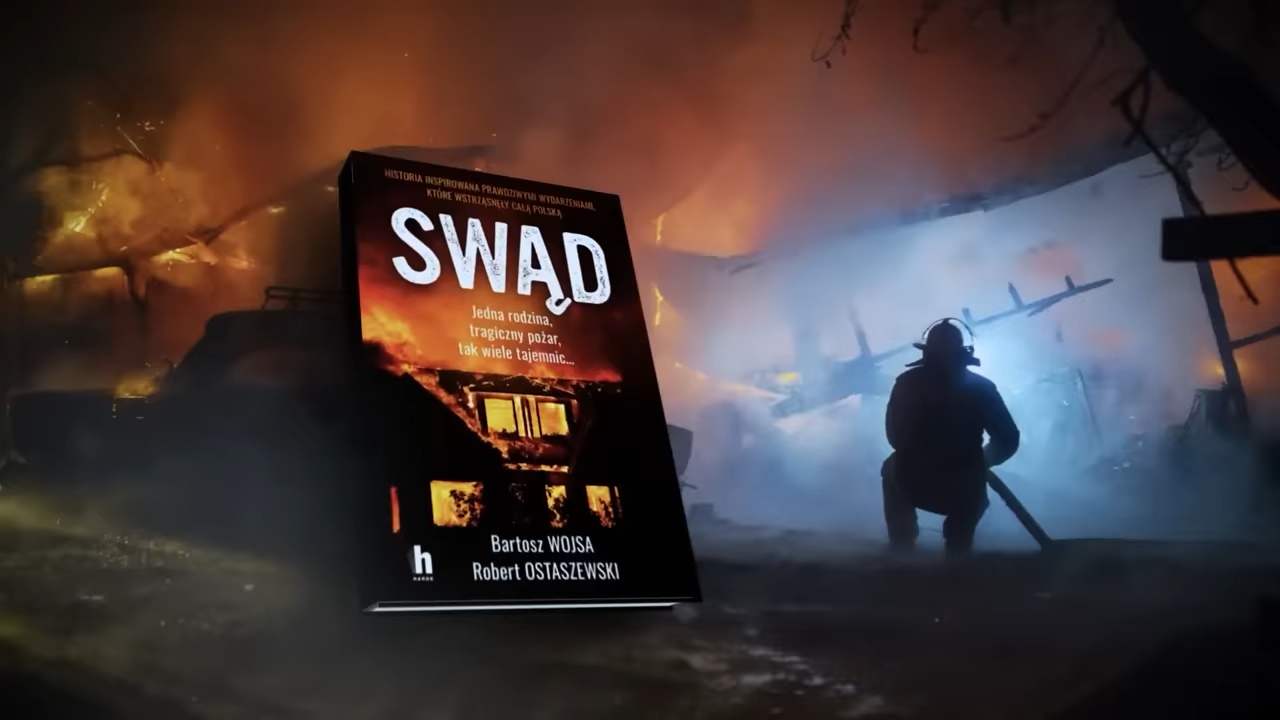 HISTORIA INSPIROWANA PRAWDZIWYMI WYDARZENIAMI,
KTÓRE WSTRZĄSNĘŁY CAŁĄ POLSKĄ
SWĄD
Jedna rodzina,
tragiczny pożar,
tak wiele tajemnic...
Bartosz WOJSA
Robert OSTASZEWSKI
h
HARDE